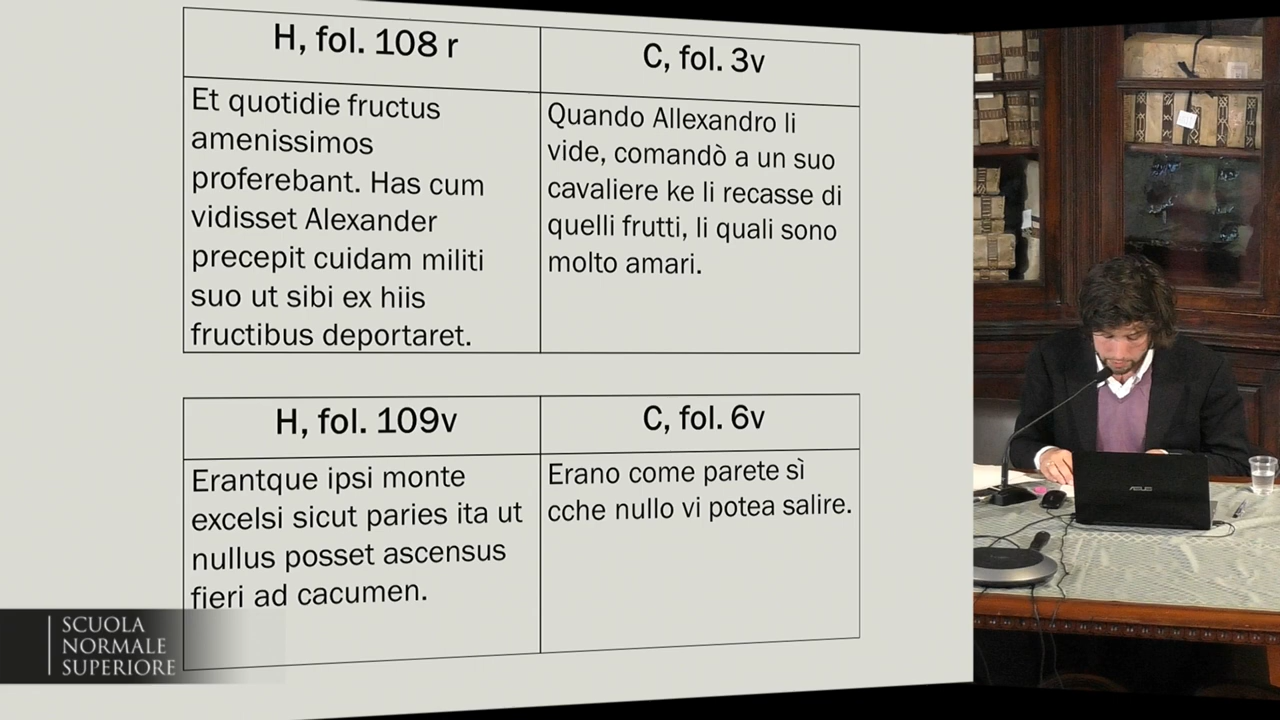 H, fol. 108 r
C, fol. 3v
Et quotidie fructus
amenissimos
proferebant. Has cum
vidisset Alexander
precepit cuidam militi
suo ut sibi ex hiis
fructibus deportaret.
Quando Allexandro li
vide, comandò a un suo
cavaliere ke li recasse di
quelli frutti, li quali sono
molto amari.
H, fol. 109v
C, fol. 6v
Erantque ipsi monte
excelsi sicut paries ita ut
nullus posset ascensus
fieri ad cacumen.
Erano come parete sì
cche nullo vi potea salire.
SCUOLA
NORMALE
SUPERIORE
ASUS